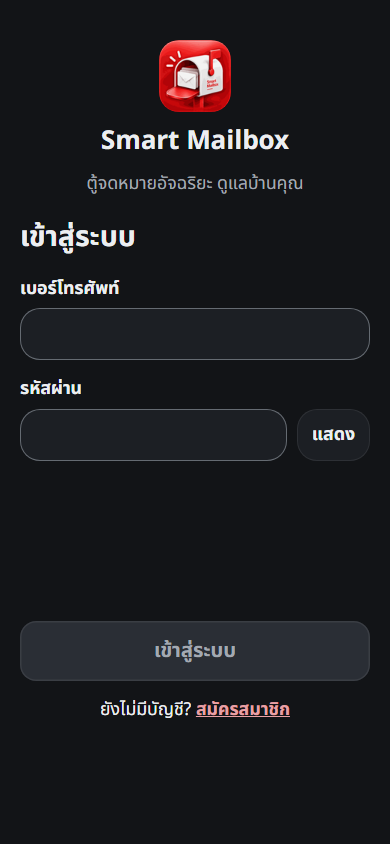 Smart Mailbox
ตู้จดหมายอัจฉริยะ ดูแลบ้านคุณ
เข้าสู่ระบบ
เบอร์โทรศัพท์
รหัสผ่าน
แสดง
เข้าสู่ระบบ
ยังไม่มีบัญชี? สมัครสมาชิก